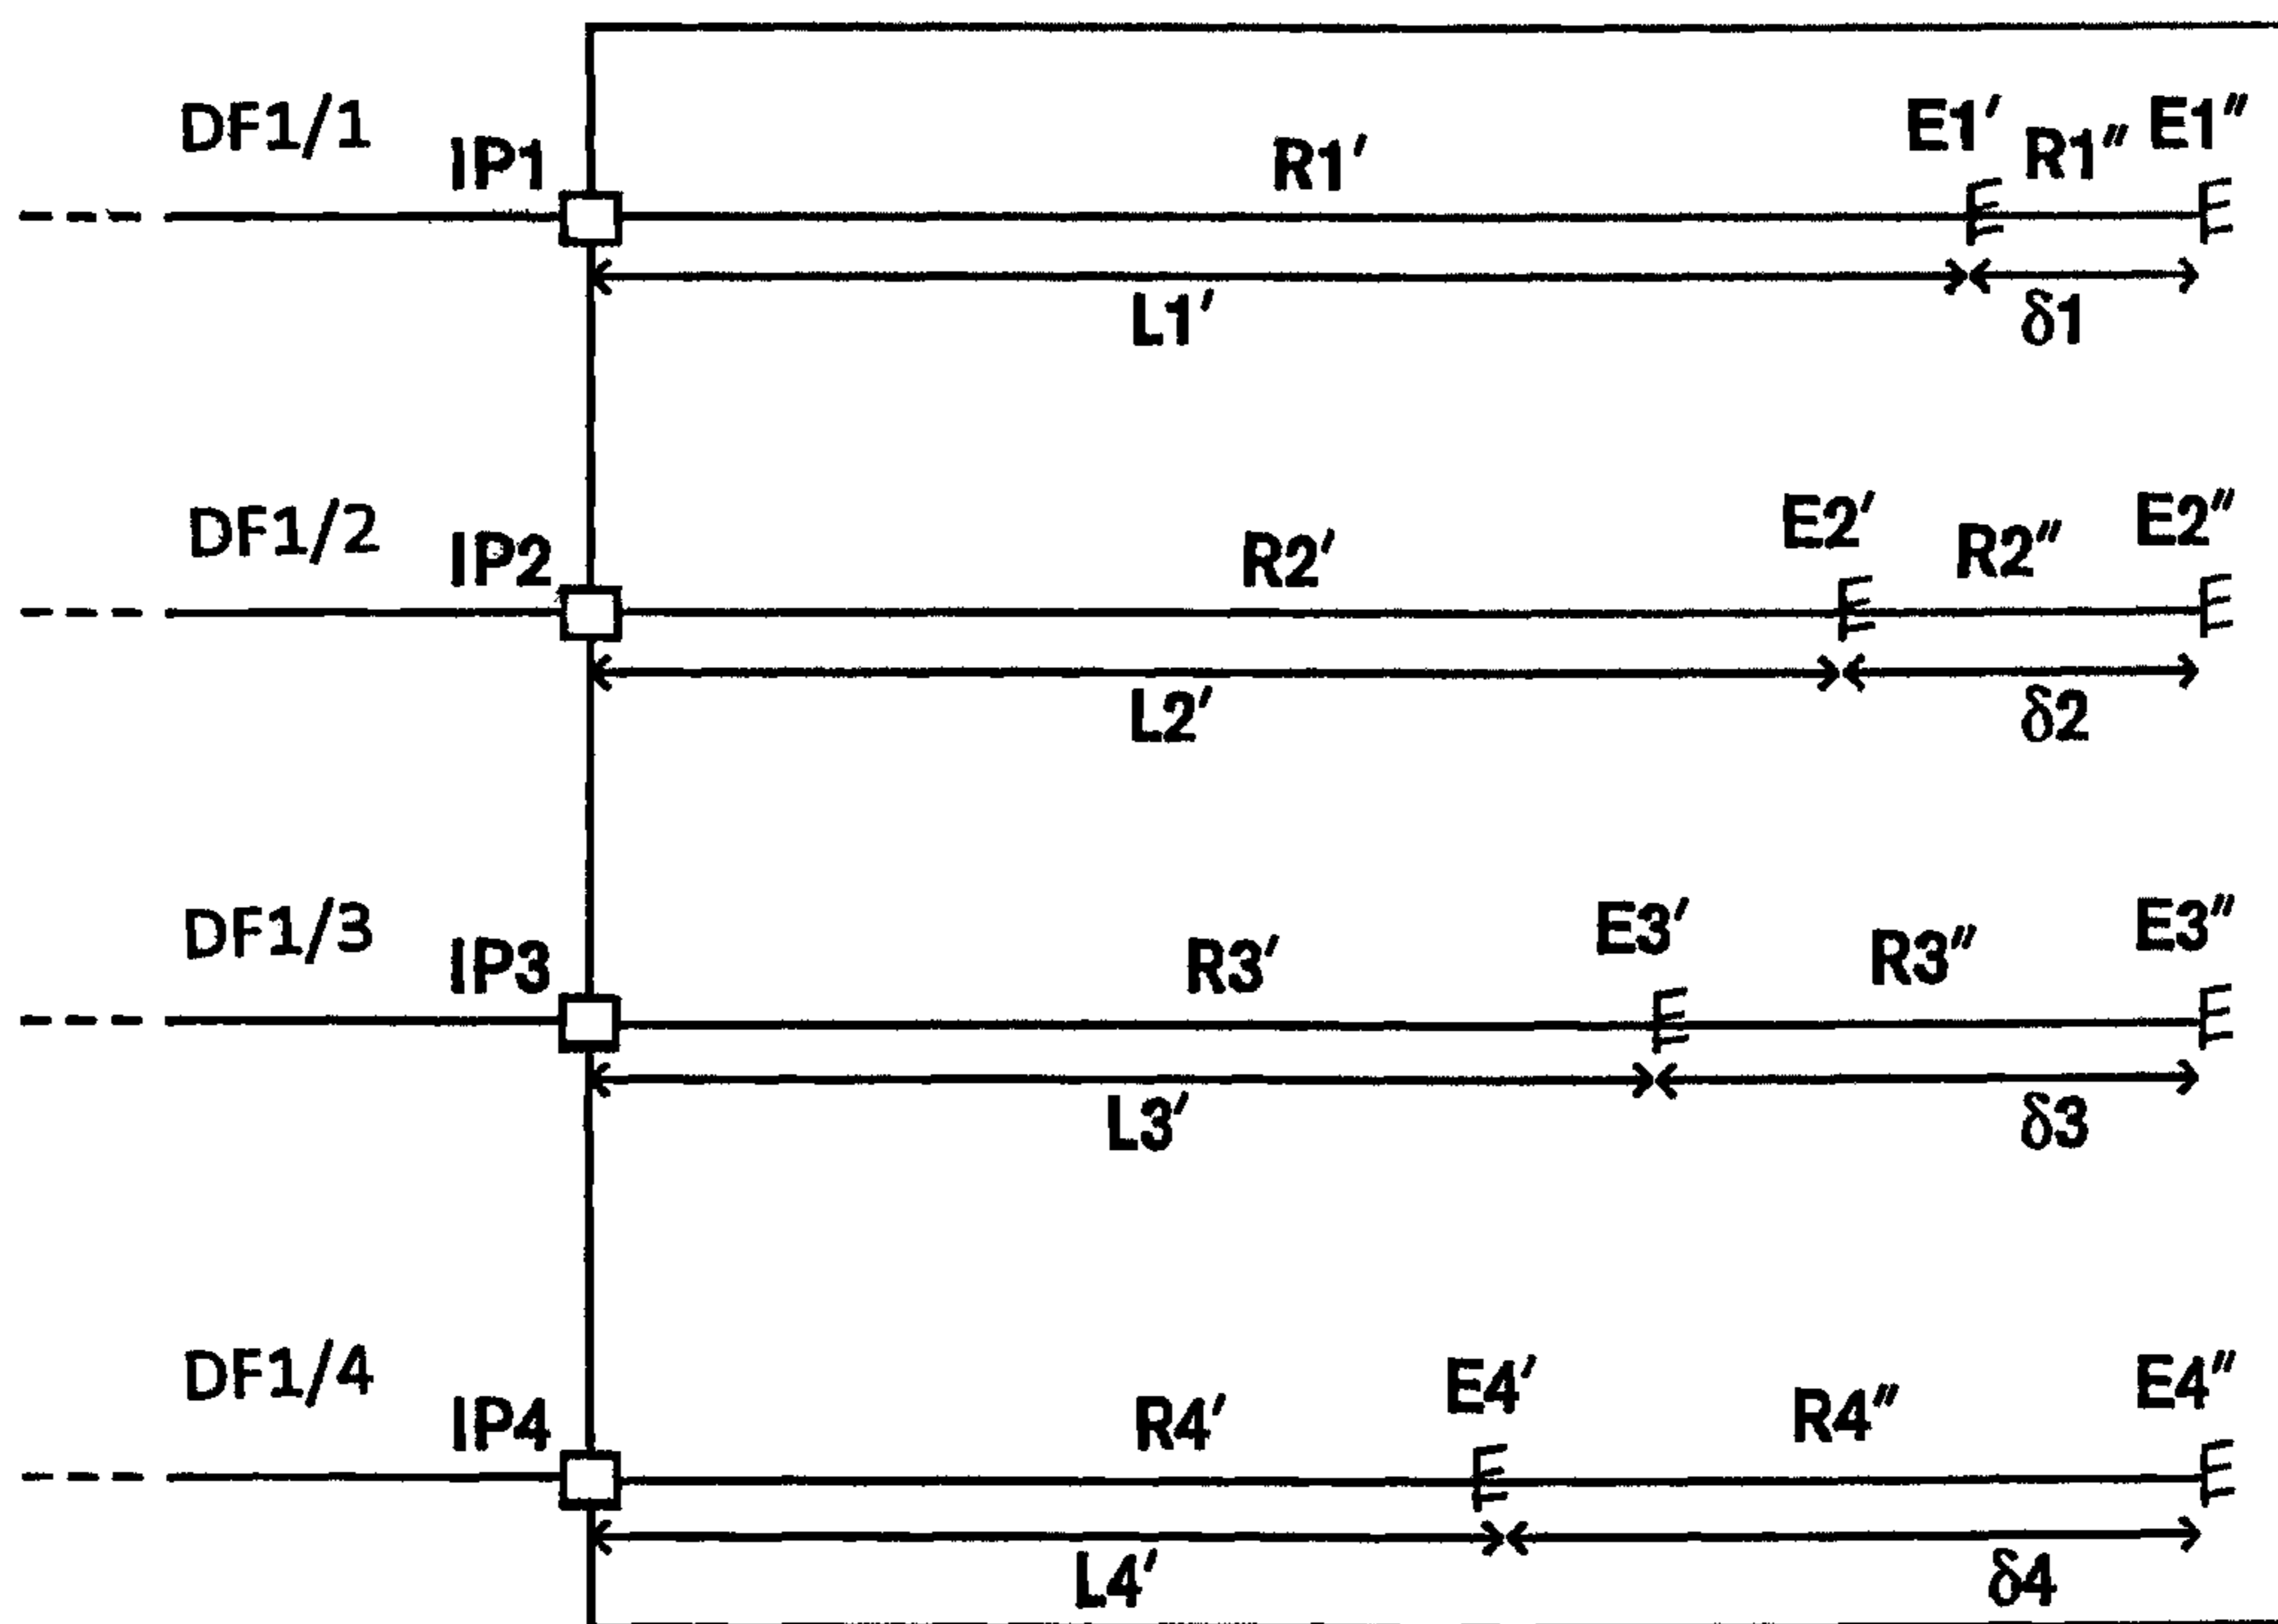 DF1/1 IP1 R1′ E1′ R1″ E1″
L1′ δ1
DF1/2 IP2 R2′ E2′ R2″ E2″
L2′ δ2
DF1/3 IP3 R3′ E3′ R3″ E3″
L3′ δ3
DF1/4 IP4 R4′ E4′ R4″ E4″
L4′ δ4